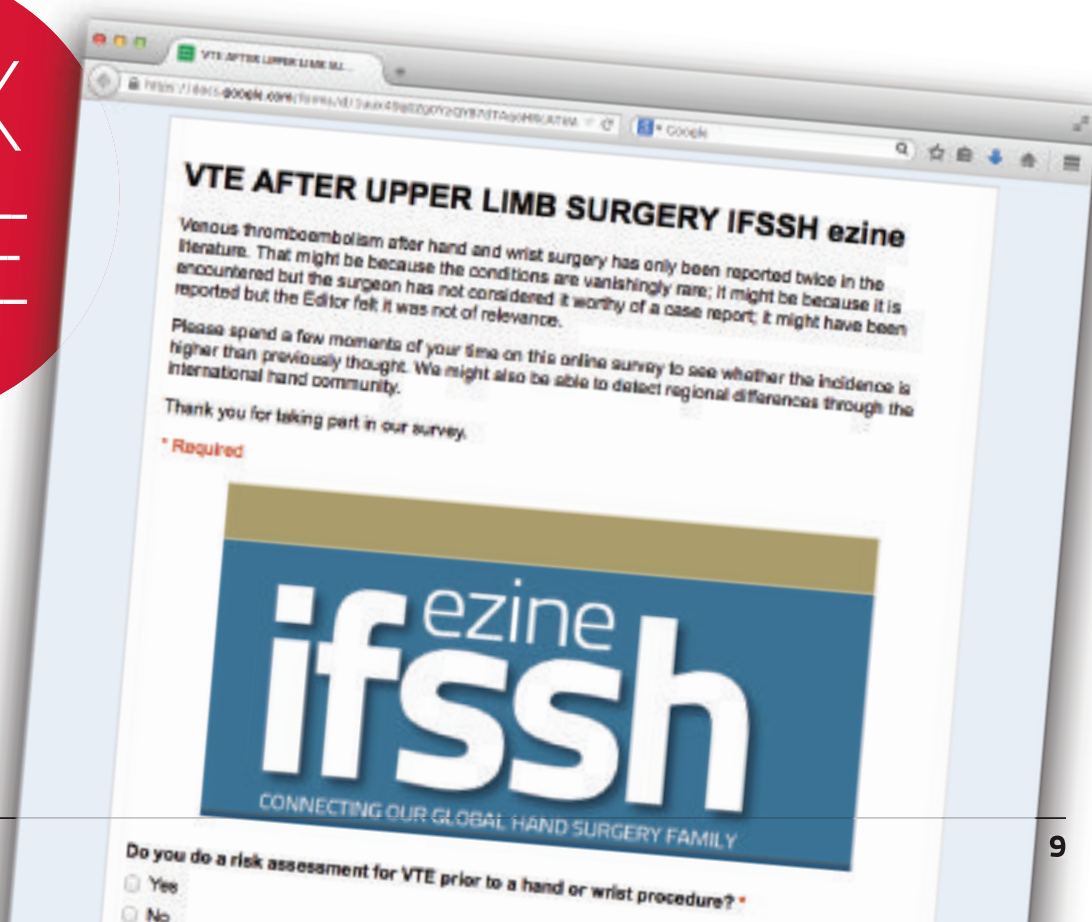 VTE AFTER UPPER LIMB SU...
Google
VTE AFTER UPPER LIMB SURGERY IFSSH ezine
Venous thromboembolism after hand and wrist surgery has only been reported twice in the
literature. That might be because the conditions are vanishingly rare; it might be because it is
encountered but the surgeon has not considered it worthy of a case report; it might have been
reported but the Editor felt it was not of relevance.
Please spend a few moments of your time on this online survey to see whether the incidence is
higher than previously thought. We might also be able to detect regional differences through the
international hand community.
Thank you for taking part in our survey.
* Required
ezine
ifssh
CONNECTING OUR GLOBAL HAND SURGERY FAMILY
9
Do you do a risk assessment for VTE prior to a hand or wrist procedure? *
Yes
No